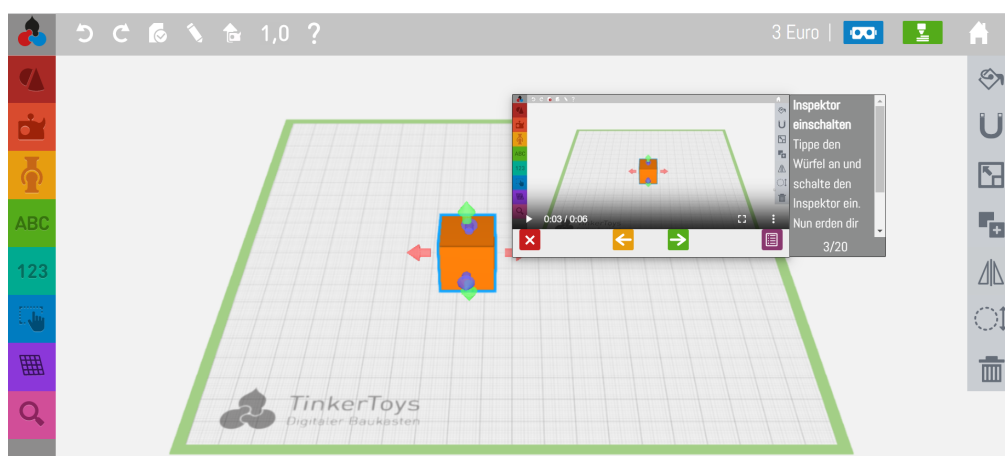 1,0 ?
3 Euro |
ABC
123
Inspektor
einschalten
Tippe den
Würfel an und
schalte den
Inspektor ein.
Nun erden dir
3/20
0:03 / 0:06
TinkerToys
Digitaler Baukasten